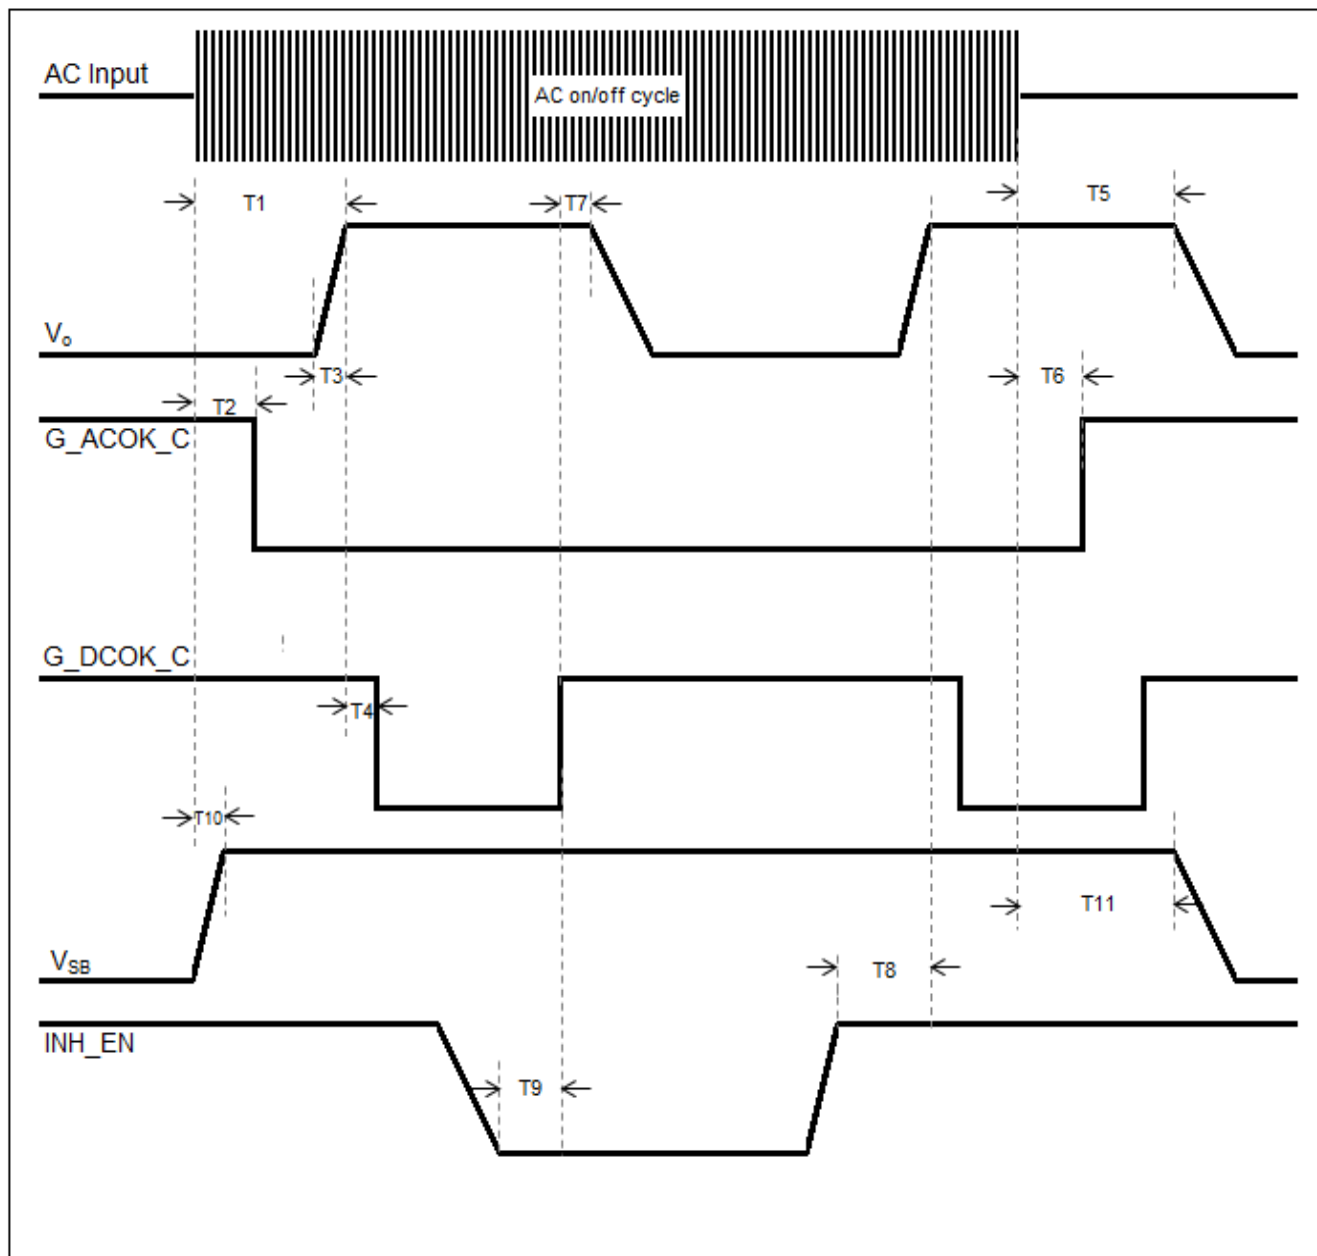 AC Input
AC on/off cycle
T1
T7
T5
Vo
T3
T6
T2
G_ACOK_C
G_DCOK_C
T4
T10
T11
VSB
T8
INH_EN
T9